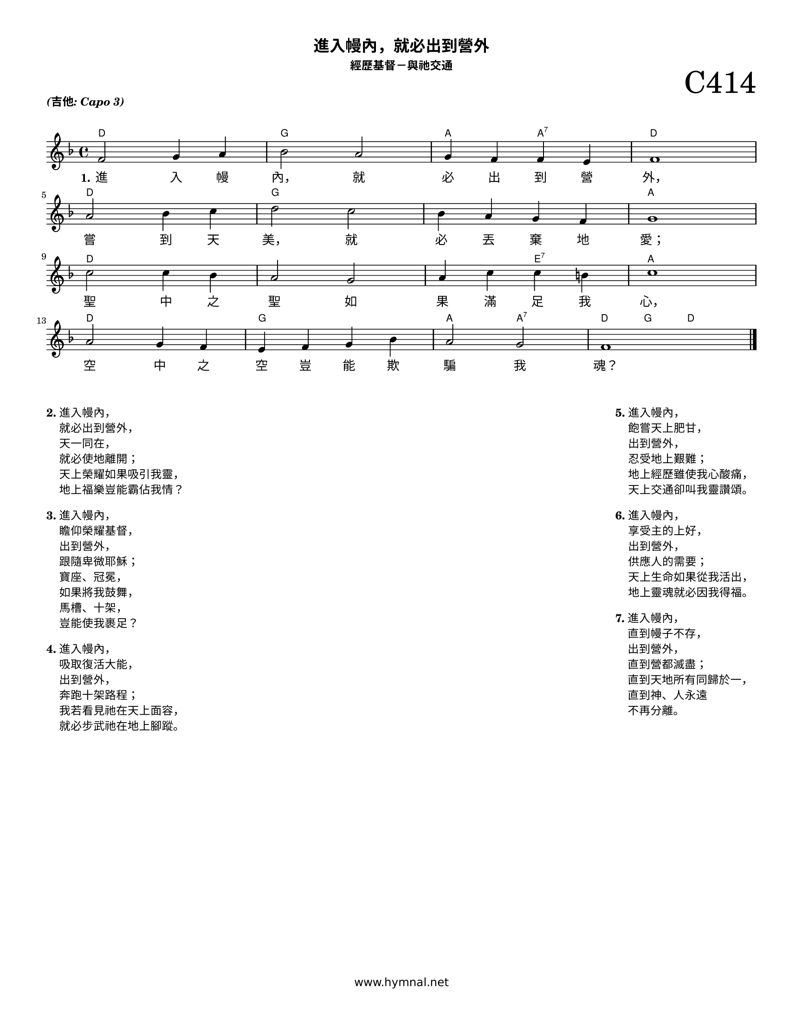 進入幔內，就必出到營外
經歷基督－與祂交通
C414
(吉他: Capo 3)
D G A A7 D
1. 進 入 幔 內， 就 必 出 到 營 外，
5 D G A
嘗 到 天 美， 就 必 丟 棄 地 愛；
9 D E7 A
聖 中 之 聖 如 果 滿 足 我 心，
13 D G A A7 D G D
空 中 之 空 豈 能 欺 騙 我 魂？
2. 進入幔內，
就必出到營外，
天一同在，
就必使地離開；
天上榮耀如果吸引我靈，
地上福樂豈能霸佔我情？
3. 進入幔內，
瞻仰榮耀基督，
出到營外，
跟隨卑微耶穌；
寶座、冠冕，
如果將我鼓舞，
馬槽、十架，
豈能使我裹足？
4. 進入幔內，
吸取復活大能，
出到營外，
奔跑十架路程；
我若看見祂在天上面容，
就必步武祂在地上腳蹤。
5. 進入幔內，
飽嘗天上肥甘，
出到營外，
忍受地上艱難；
地上經歷雖使我心酸痛，
天上交通卻叫我靈讚頌。
6. 進入幔內，
享受主的上好，
出到營外，
供應人的需要；
天上生命如果從我活出，
地上靈魂就必因我得福。
7. 進入幔內，
直到幔子不存，
出到營外，
直到營都滅盡；
直到天地所有同歸於一，
直到神、人永遠
不再分離。
www.hymnal.net